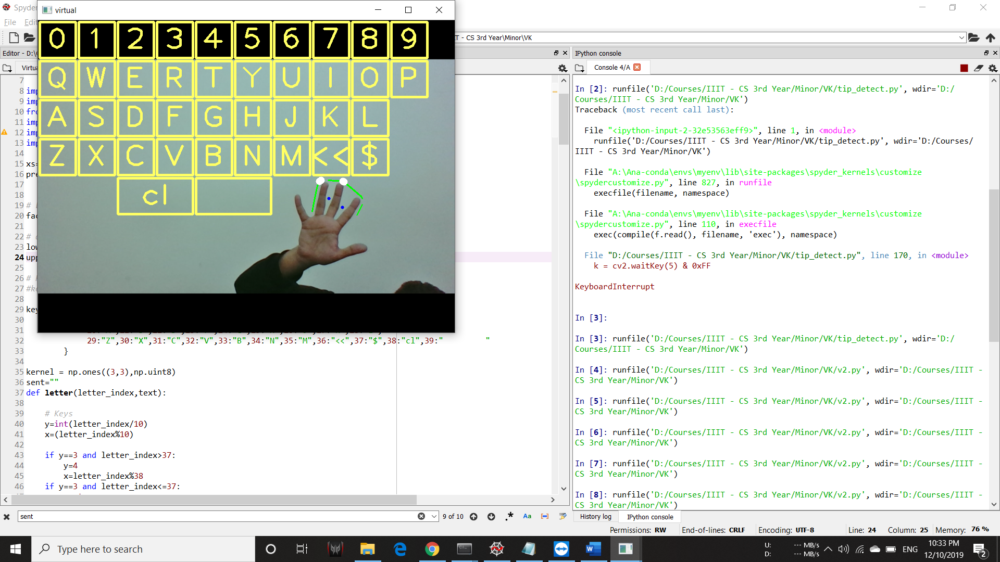 Spyder
virtual
File Edit
0 1 2 3 4 5 6 7 8 9
Q W E R T Y U I O P
A S D F G H J K L
Z X C V B N M << $
cl
IIT - CS 3rd Year\Minor\VK
Editor - D:\
Virtua
7
8 imp
9 imp
10 fro
11 imp
12 imp
13 imp
14
15 xs=
16 pre
17
18
19 #
20 fac
21
22 #
23 low
24 upp
25
26 #
27 #ke
28
29 key
30
31
32 29:"Z",30:"X",31:"C",32:"V",33:"B",34:"N",35:"M",36:"<<",37:"$",38:"cl",39:"         "
33 }
34
35 kernel = np.ones((3,3),np.uint8)
36 sent=""
37 def letter(letter_index,text):
38
39 # Keys
40 y=int(letter_index/10)
41 x=(letter_index%10)
42
43 if y==3 and letter_index>37:
44 y=4
45 x=letter_index%38
46 if y==3 and letter_index<=37:
sent
9 of 10
.*
Aa
IPython console
Console 4/A
In [2]: runfile('D:/Courses/IIIT - CS 3rd Year/Minor/VK/tip_detect.py', wdir='D:/
Courses/IIIT - CS 3rd Year/Minor/VK')
Traceback (most recent call last):
File "<ipython-input-2-32e53563eff9>", line 1, in <module>
runfile('D:/Courses/IIIT - CS 3rd Year/Minor/VK/tip_detect.py', wdir='D:/Courses/
IIIT - CS 3rd Year/Minor/VK')
File "A:\Ana-conda\envs\myenv\lib\site-packages\spyder_kernels\customize
\spydercustomize.py", line 827, in runfile
execfile(filename, namespace)
File "A:\Ana-conda\envs\myenv\lib\site-packages\spyder_kernels\customize
\spydercustomize.py", line 110, in execfile
exec(compile(f.read(), filename, 'exec'), namespace)
File "D:/Courses/IIIT - CS 3rd Year/Minor/VK/tip_detect.py", line 170, in <module>
k = cv2.waitKey(5) & 0xFF
KeyboardInterrupt
In [3]:
In [3]: runfile('D:/Courses/IIIT - CS 3rd Year/Minor/VK/tip_detect.py', wdir='D:/
Courses/IIIT - CS 3rd Year/Minor/VK')
In [4]: runfile('D:/Courses/IIIT - CS 3rd Year/Minor/VK/v2.py', wdir='D:/Courses/IIIT -
CS 3rd Year/Minor/VK')
In [5]: runfile('D:/Courses/IIIT - CS 3rd Year/Minor/VK/v2.py', wdir='D:/Courses/IIIT -
CS 3rd Year/Minor/VK')
In [6]: runfile('D:/Courses/IIIT - CS 3rd Year/Minor/VK/v2.py', wdir='D:/Courses/IIIT -
CS 3rd Year/Minor/VK')
In [7]: runfile('D:/Courses/IIIT - CS 3rd Year/Minor/VK/v2.py', wdir='D:/Courses/IIIT -
CS 3rd Year/Minor/VK')
In [8]: runfile('D:/Courses/IIIT - CS 3rd Year/Minor/VK/v2.py', wdir='D:/Courses/IIIT -
CS 3rd Year/Minor/VK')
History log IPython console
Permissions: RW End-of-lines: CRLF Encoding: UTF-8 Line: 24 Column: 25 Memory: 76 %
Type here to search
U: --- MB/s
D: --- MB/s
ENG
10:33 PM
12/10/2019
2